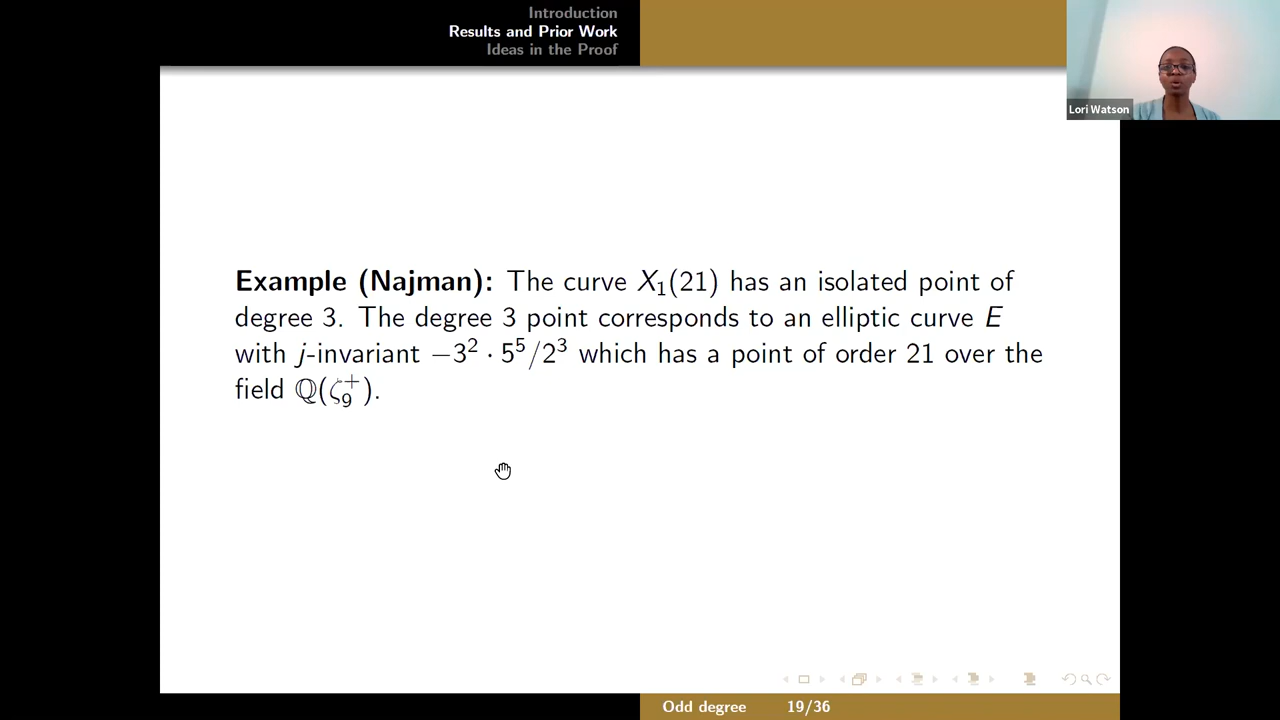 Introduction
Results and Prior Work
Ideas in the Proof
Lori Watson
Example (Najman): The curve X₁(21) has an isolated point of
degree 3. The degree 3 point corresponds to an elliptic curve E
with j-invariant −3² · 5⁵/2³ which has a point of order 21 over the
field ℚ(ζ₉⁺).
Odd degree 19/36